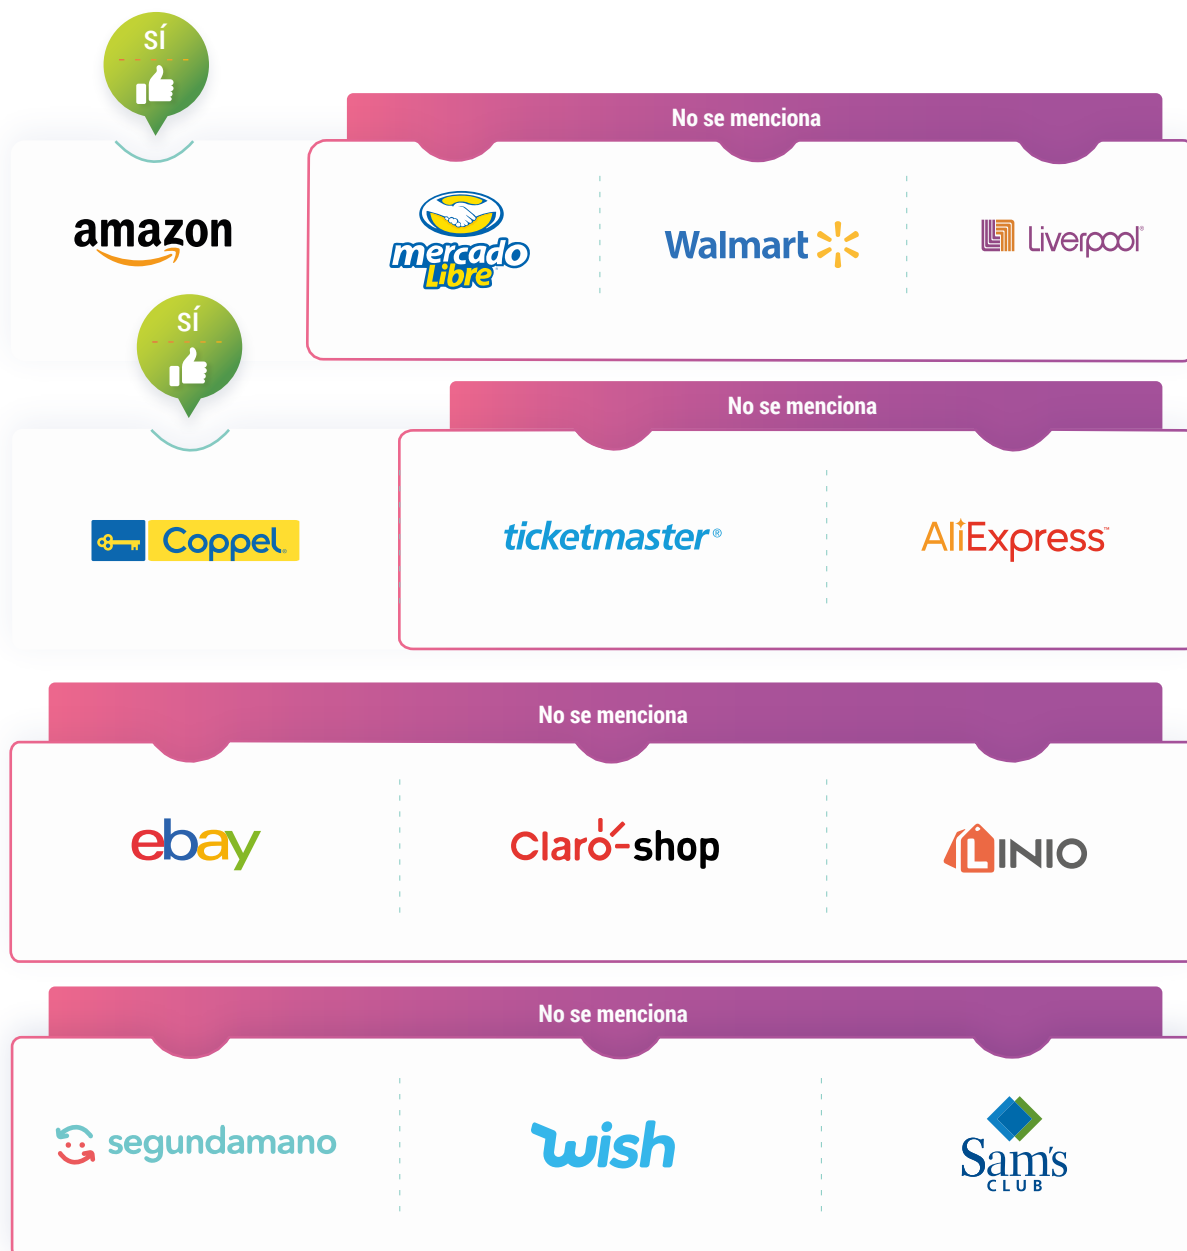 SÍ
No se menciona
amazon
mercado
Libre
Walmart
Liverpool®
SÍ
No se menciona
Coppel
ticketmaster®
AliExpress™
No se menciona
ebay
Claro-shop
LINIO
No se menciona
segundamano
wish
Sam's
CLUB